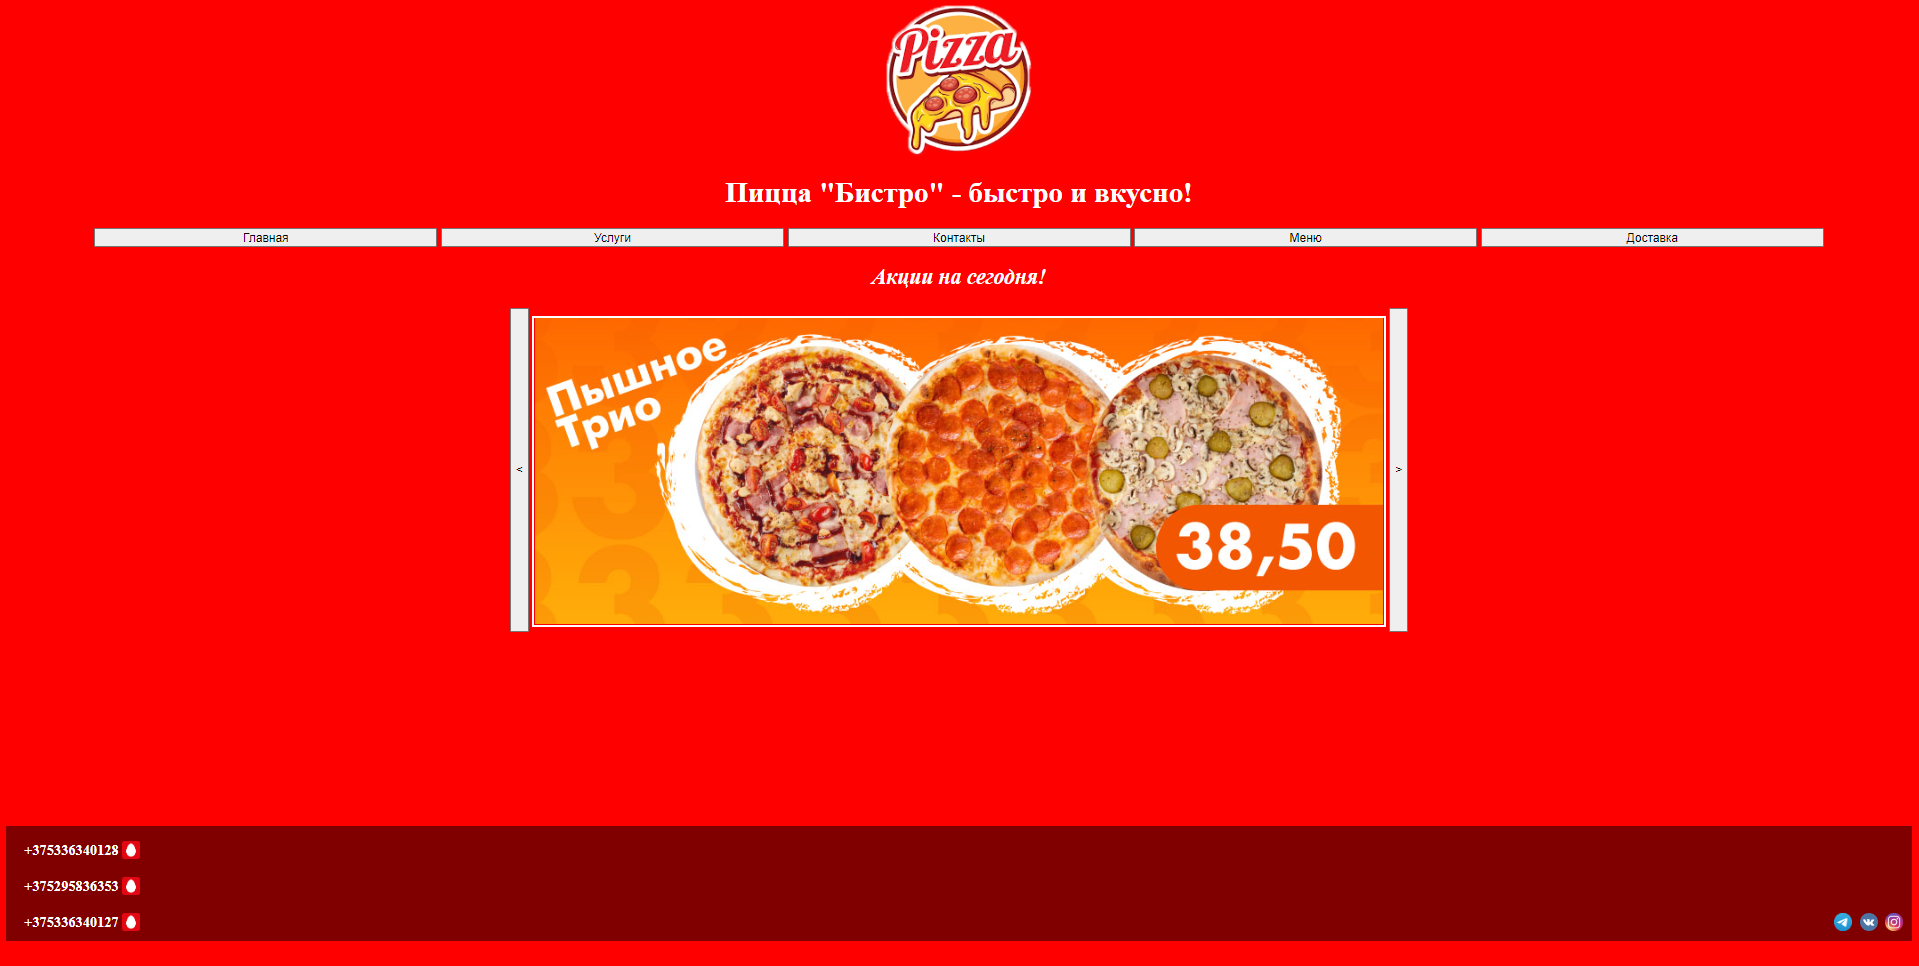 Pizza
Пицца "Бистро" - быстро и вкусно!
Главная Услуги Контакты Меню Доставка
Акции на сегодня!
Пышное
Трио
< >
38,50
+375336340128
+375295836353
+375336340127